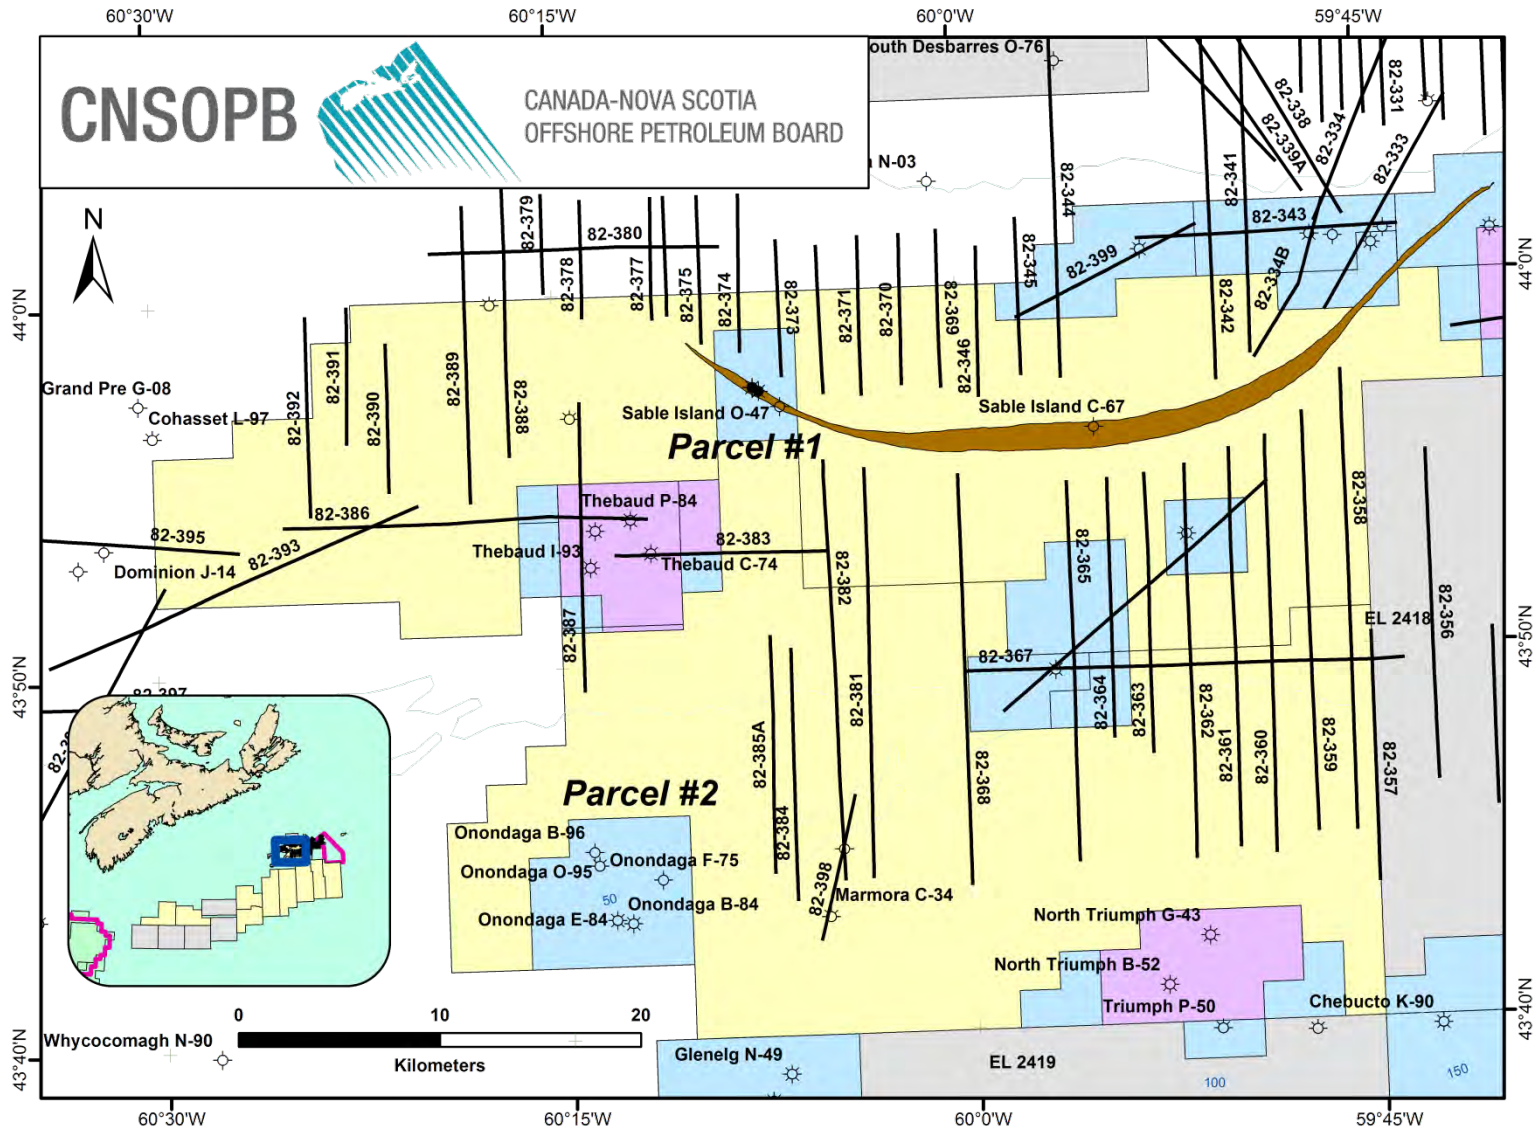 60°30'W
60°15'W
60°0'W
59°45'W
CNSOPB
CANADA-NOVA SCOTIA
OFFSHORE PETROLEUM BOARD
outh Desbarres O-76
N-03
82-331
82-338
82-334
82-339A
82-333
82-341
82-344
82-343
82-399
82-345
82-334B
82-342
N
82-379
82-380
82-378
82-377
82-375
82-374
82-373
82-371
82-370
82-369
82-346
44°0'N
4°0'N
82-389
82-388
82-390
82-391
82-392
Grand Pre G-08
Cohasset L-97
Sable Island O-47
Sable Island C-67
Parcel #1
Thebaud P-84
82-386
82-395
82-393
82-383
Thebaud I-93
Thebaud C-74
Dominion J-14
82-387
82-382
82-365
82-358
82-356
EL 2418
82-367
43°50'N
43°50'N
82-397
82-381
82-385A
82-384
82-368
82-364
82-363
82-362
82-361
82-360
82-359
82-357
Parcel #2
Onondaga B-96
Onondaga O-95
Onondaga F-75
50
Onondaga B-84
Onondaga E-84
82-398
Marmora C-34
North Triumph G-43
North Triumph B-52
Triumph P-50
Chebucto K-90
43°40'N
43°40'N
Whycocomagh N-90
0
10
20
Kilometers
Glenelg N-49
EL 2419
100
150
60°30'W
60°15'W
60°0'W
59°45'W